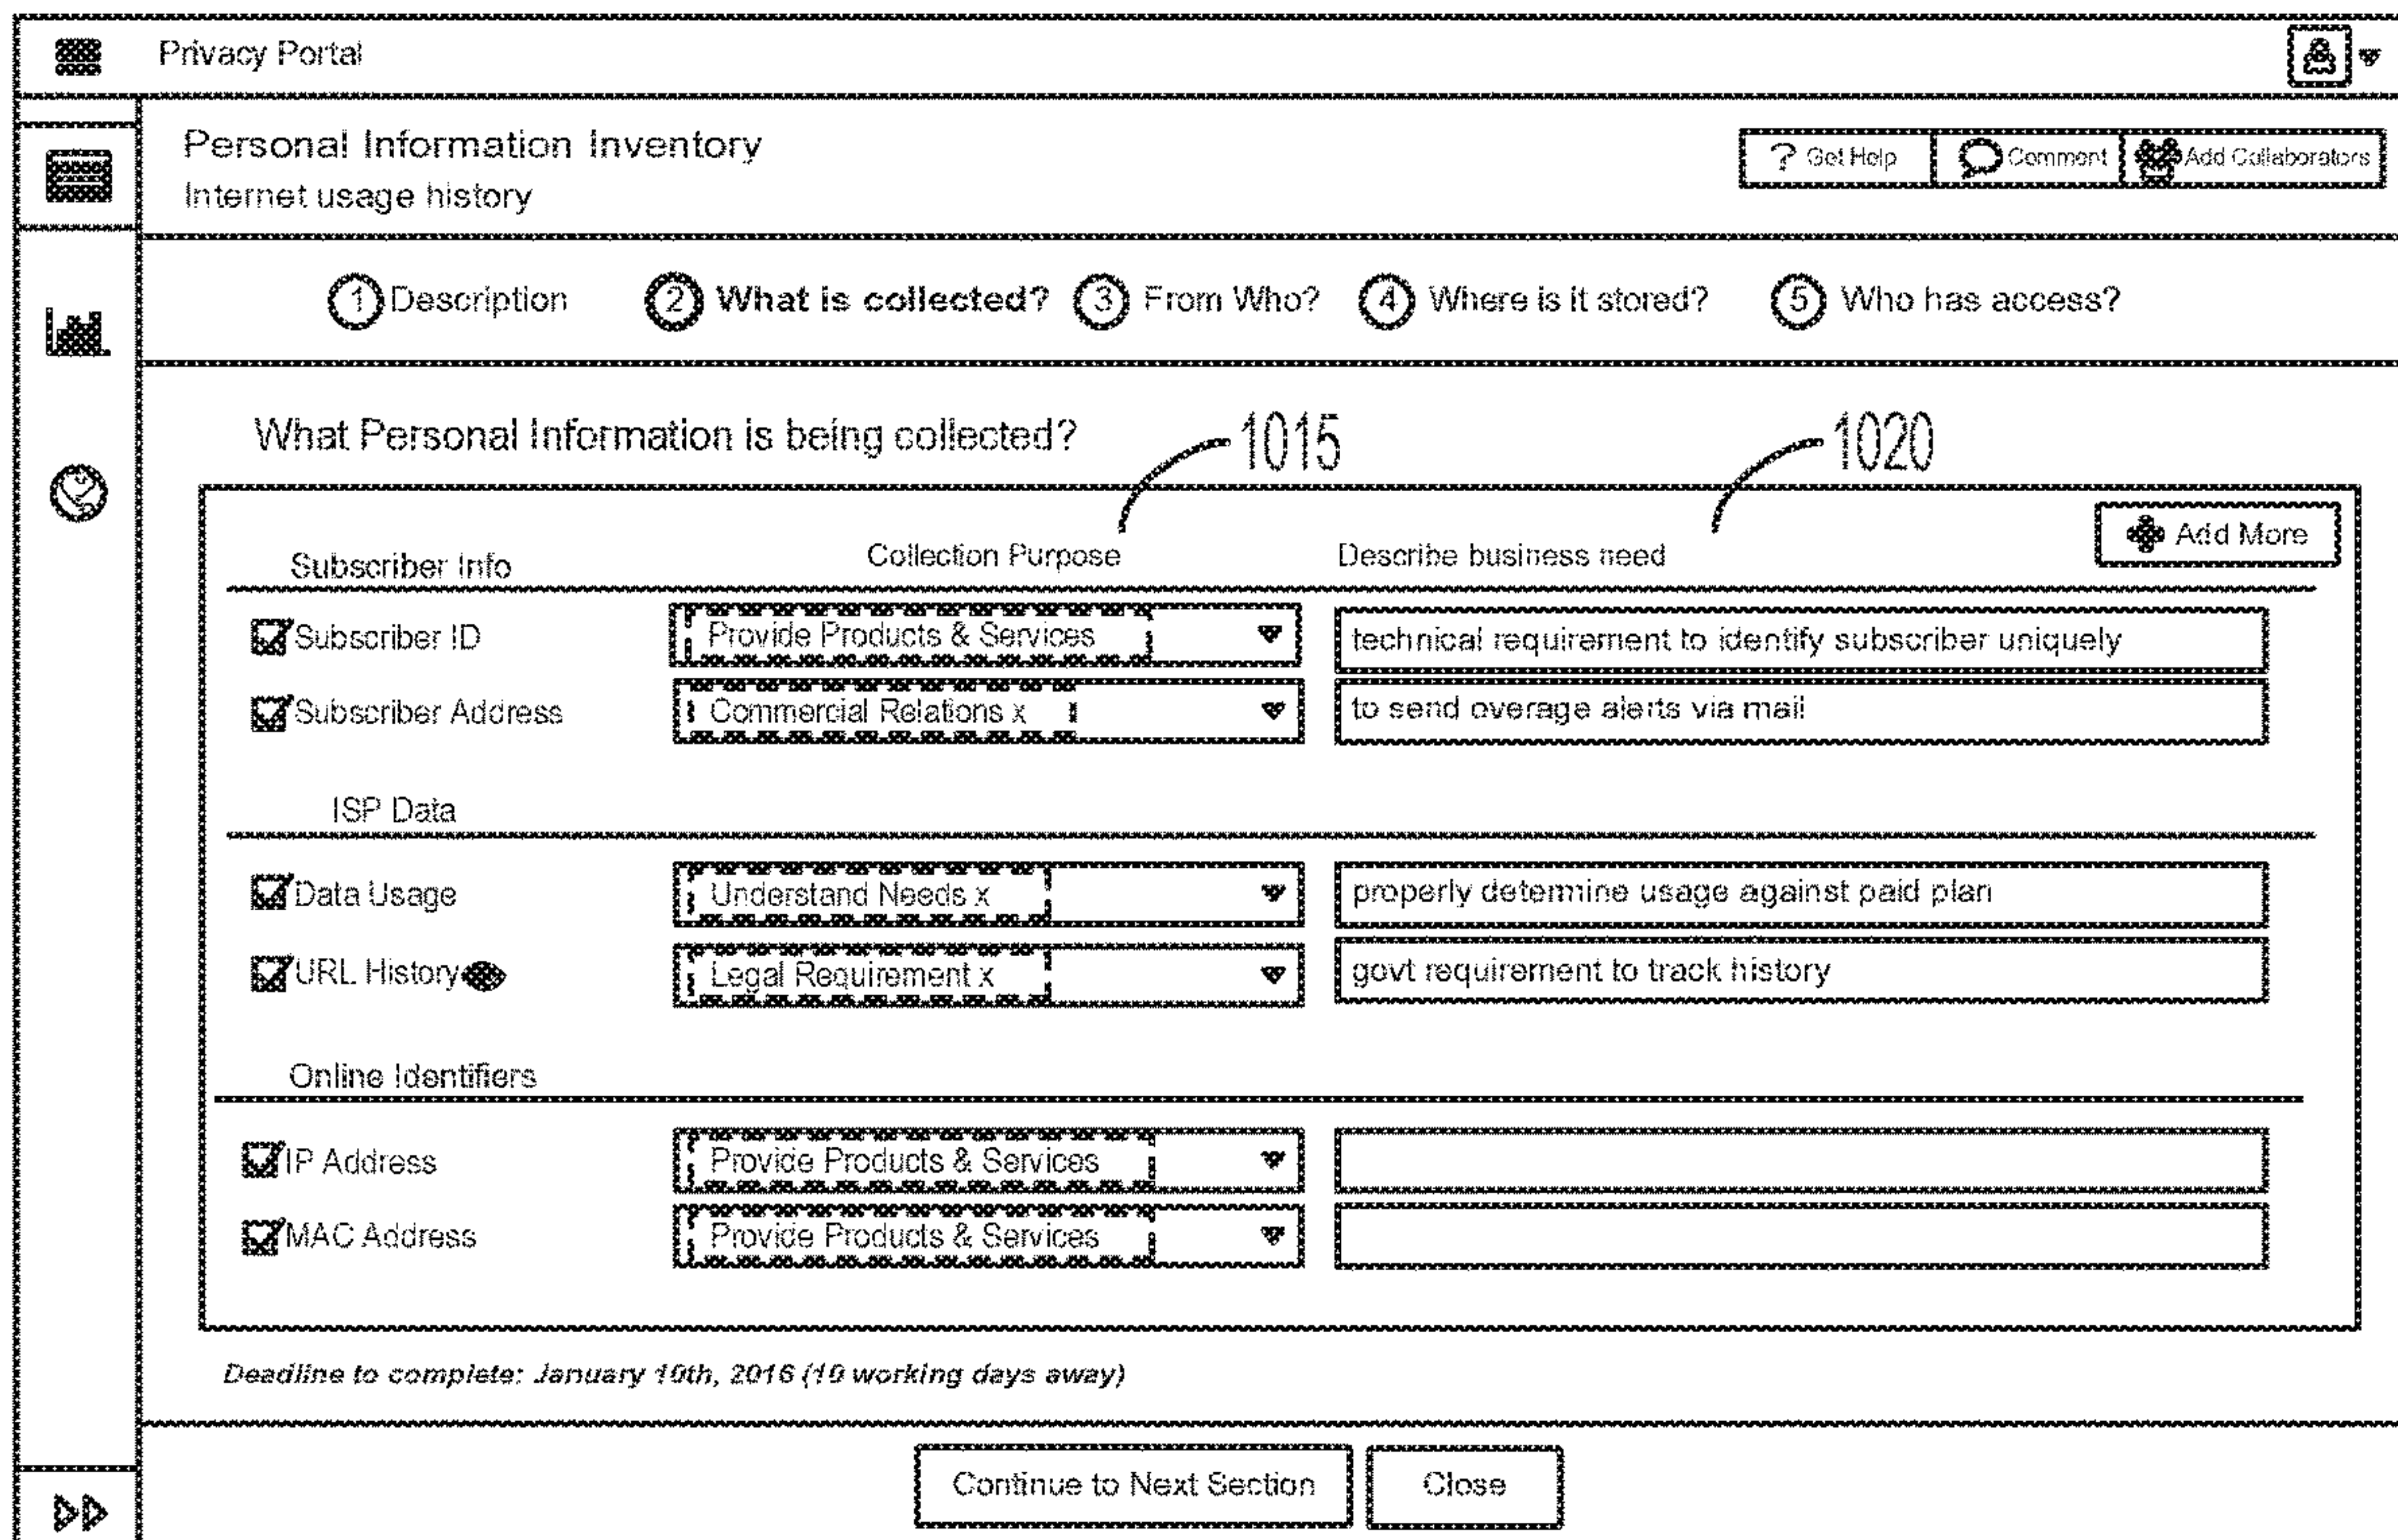 Privacy Portal
Personal Information Inventory
Internet usage history
? Get Help Comment Add Collaborators
1 Description 2 What is collected? 3 From Who? 4 Where is it stored? 5 Who has access?
What Personal Information is being collected? 1015 1020
Add More
Subscriber Info Collection Purpose Describe business need
Subscriber ID Provide Products & Services technical requirement to identify subscriber uniquely
Subscriber Address Commercial Relations x to send overage alerts via mail
ISP Data
Data Usage Understand Needs x properly determine usage against paid plan
URL History Legal Requirement x govt requirement to track history
Online Identifiers
IP Address Provide Products & Services
MAC Address Provide Products & Services
Deadline to complete: January 10th, 2016 (10 working days away)
Continue to Next Section Close